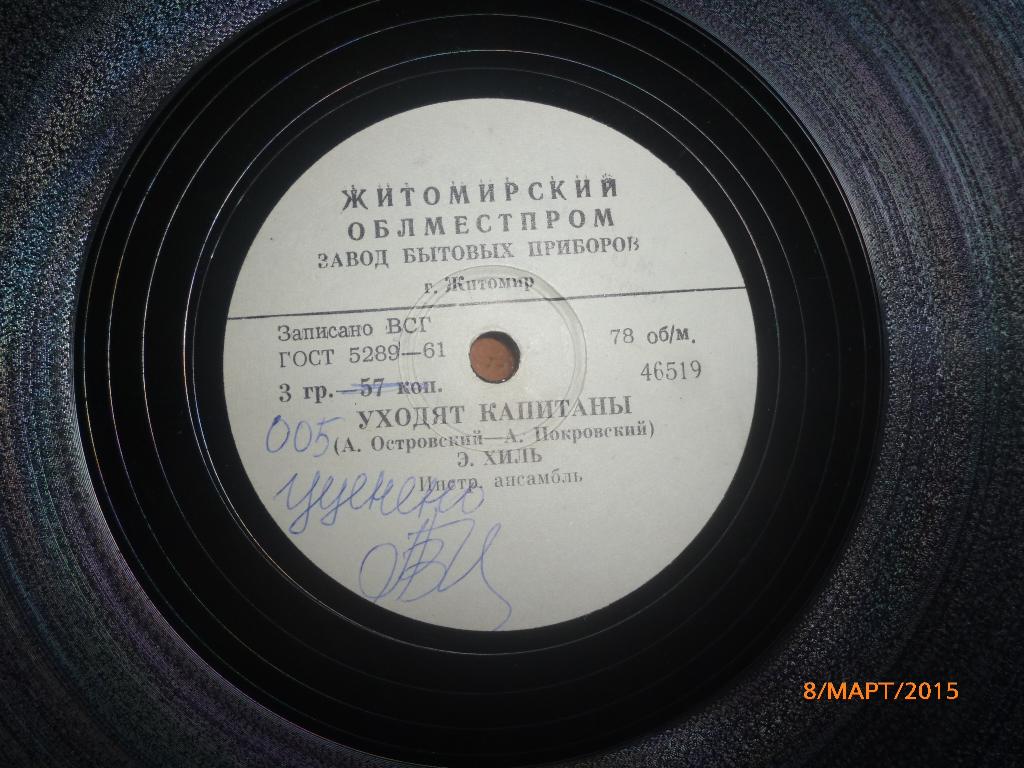 ЖИТОМИРСКИЙ
ОБЛМЕСТПРОМ
ЗАВОД БЫТОВЫХ ПРИБОРОВ
г. Житомир
Записано ВСГ
ГОСТ 5289—61
3 гр. 57 коп.
78 об/м.
46519
УХОДЯТ КАПИТАНЫ
005
(А. Островский—А. Покровский)
Э. ХИЛЬ
Инстр. ансамбль
уценено
8/МАРТ/2015